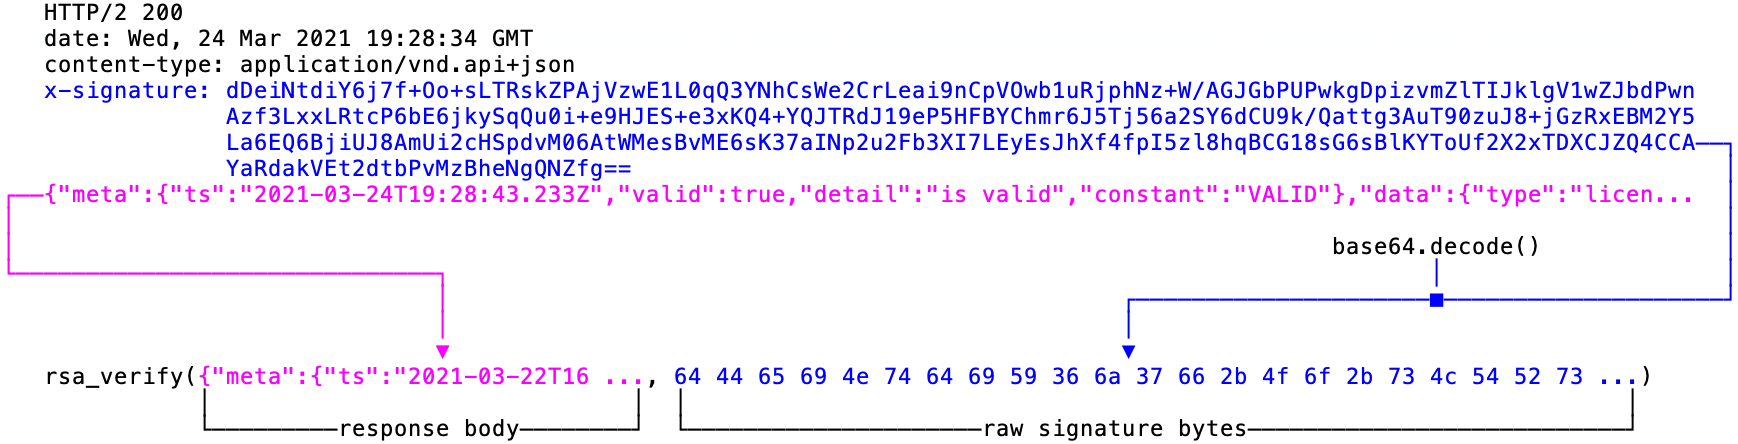 HTTP/2 200
date: Wed, 24 Mar 2021 19:28:34 GMT
content-type: application/vnd.api+json
x-signature: dDeiNtdiY6j7f+Oo+sLTRskZPAjVzwE1L0qQ3YNhCsWe2CrLeai9nCpVOwb1uRjphNz+W/AGJGbPUPwkgDpizvmZlTIJklgV1wZJbdPwn
Azf3LxxLRtcP6bE6jkySqQu0i+e9HJES+e3xKQ4+YQJTRdJ19eP5HFBYChmr6J5Tj56a2SY6dCU9k/Qattg3AuT90zuJ8+jGzRxEBM2Y5
La6EQ6BjiUJ8AmUi2cHSpdvM06AtWMesBvME6sK37aINp2u2Fb3XI7LEyEsJhXf4fpI5zl8hqBCG18sG6sBlKYToUf2X2xTDXCJZQ4CCA
YaRdakVEt2dtbPvMzBheNgQNZfg==
{"meta":{"ts":"2021-03-24T19:28:43.233Z","valid":true,"detail":"is valid","constant":"VALID"},"data":{"type":"licen...
base64.decode()
rsa_verify({"meta":{"ts":"2021-03-22T16 ..., 64 44 65 69 4e 74 64 69 59 36 6a 37 66 2b 4f 6f 2b 73 4c 54 52 73 ...)
response body
raw signature bytes